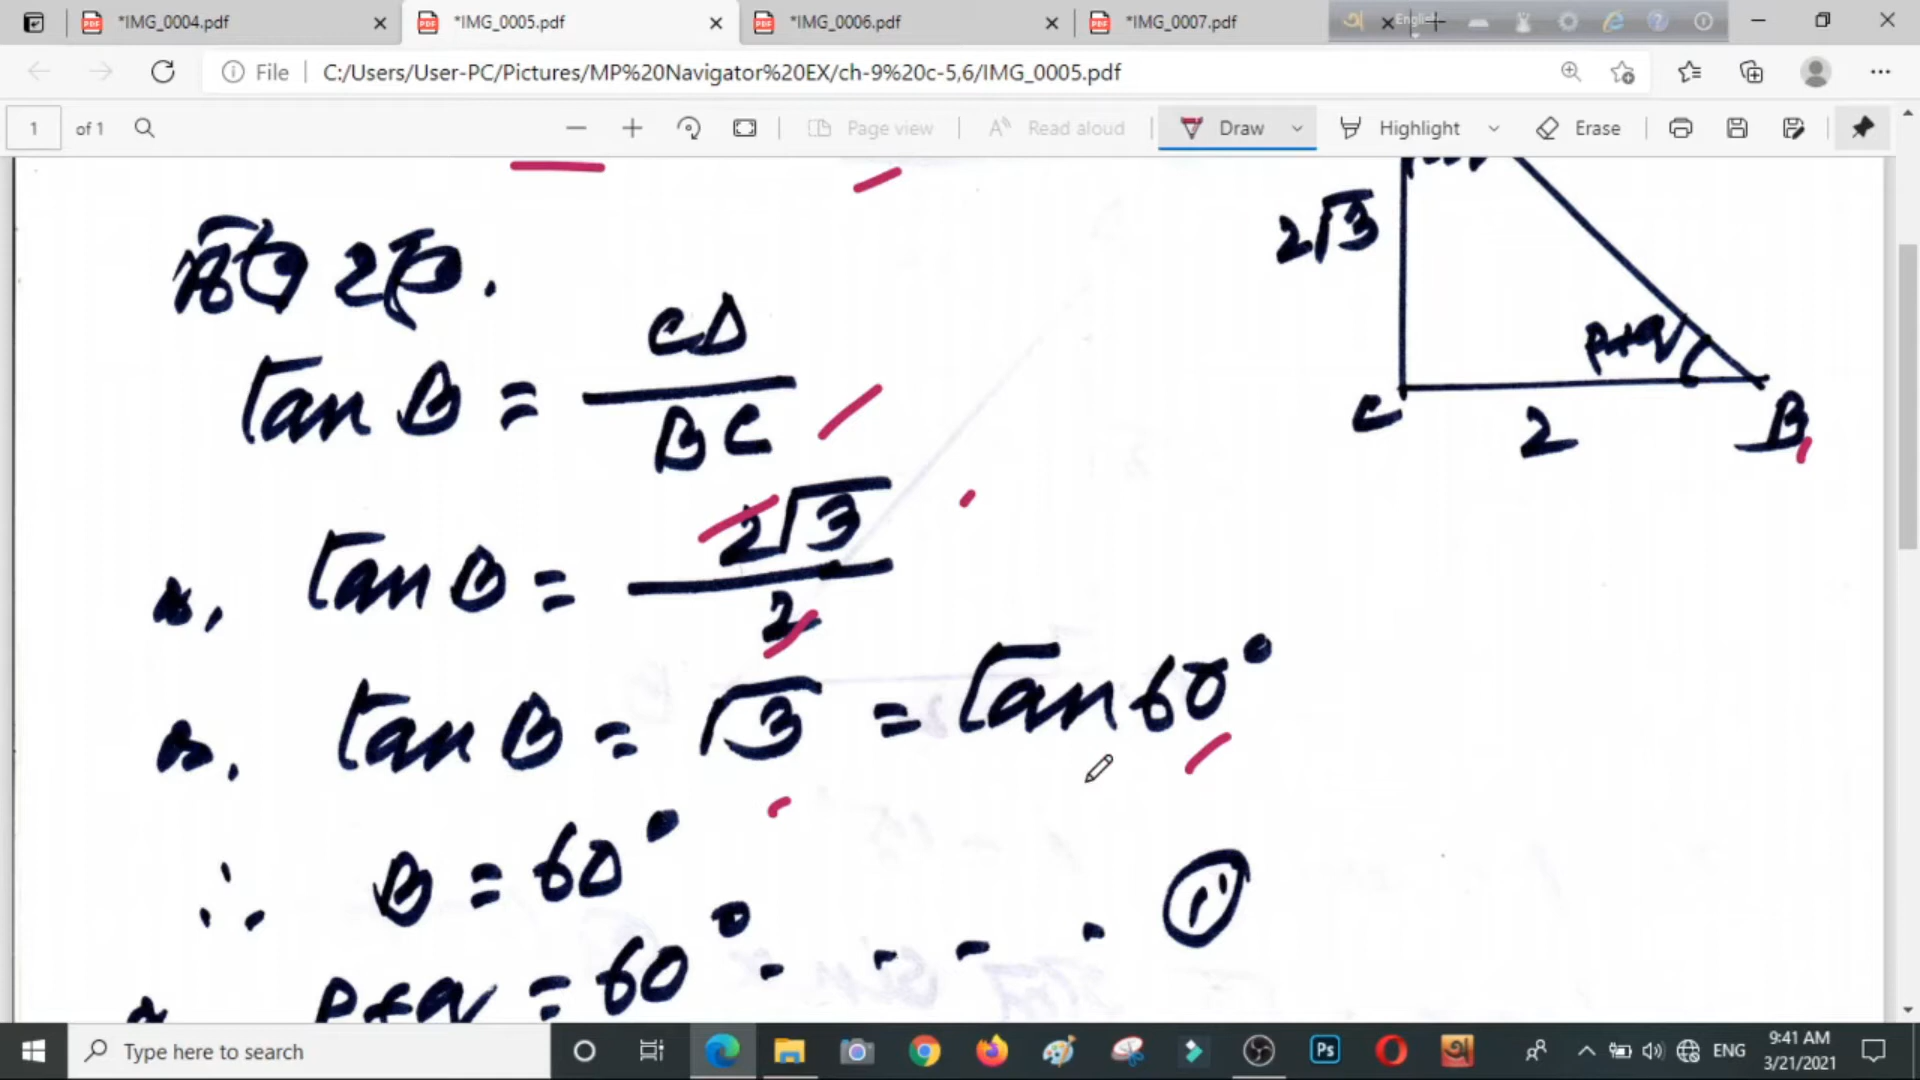 *IMG_0004.pdf
*IMG_0005.pdf
*IMG_0006.pdf
*IMG_0007.pdf
English
File C:/Users/User-PC/Pictures/MP%20Navigator%20EX/ch-9%20c-5,6/IMG_0005.pdf
1 of 1
Page view
Read aloud
Draw
Highlight
Erase
2√3
P+Q
C 2 B
tan B = CD / BC
বা, tan B = 2√3 / 2
বা, tan B = √3 = tan 60°
∴ B = 60°
বা, P+Q = 60° - - - ①
Type here to search
ENG
9:41 AM
3/21/2021